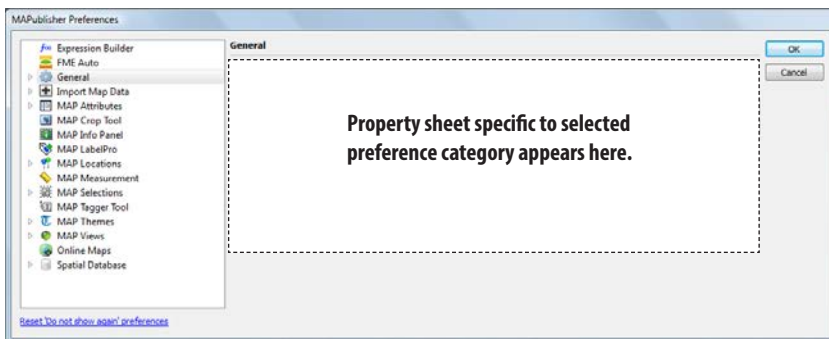 MAPublisher Preferences
Expression Builder
FME Auto
General
Import Map Data
MAP Attributes
MAP Crop Tool
MAP Info Panel
MAP LabelPro
MAP Locations
MAP Measurement
MAP Selections
MAP Tagger Tool
MAP Themes
MAP Views
Online Maps
Spatial Database
Reset 'Do not show again' preferences
General
Property sheet specific to selected
preference category appears here.
OK
Cancel